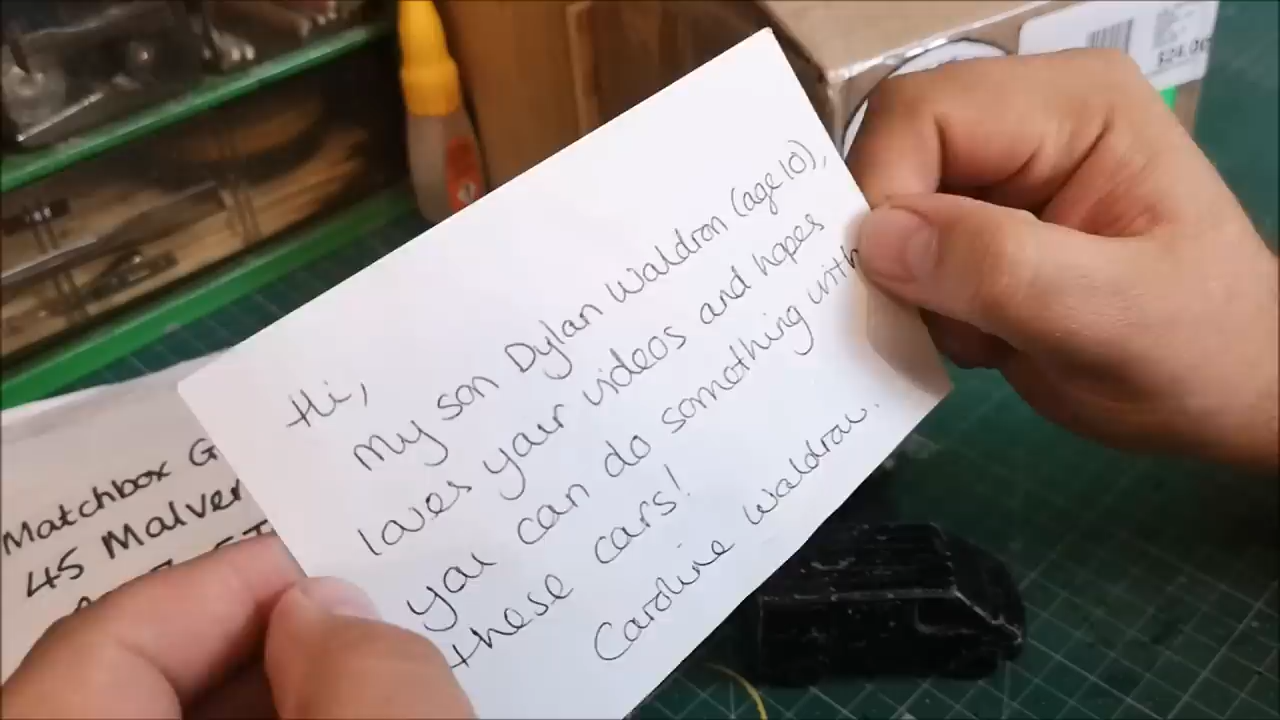 Hi,
My son Dylan Waldron (age 10),
loves your videos and hopes
you can do something with
these cars!
Caroline Waldron.
Matchbox G
45 Malver